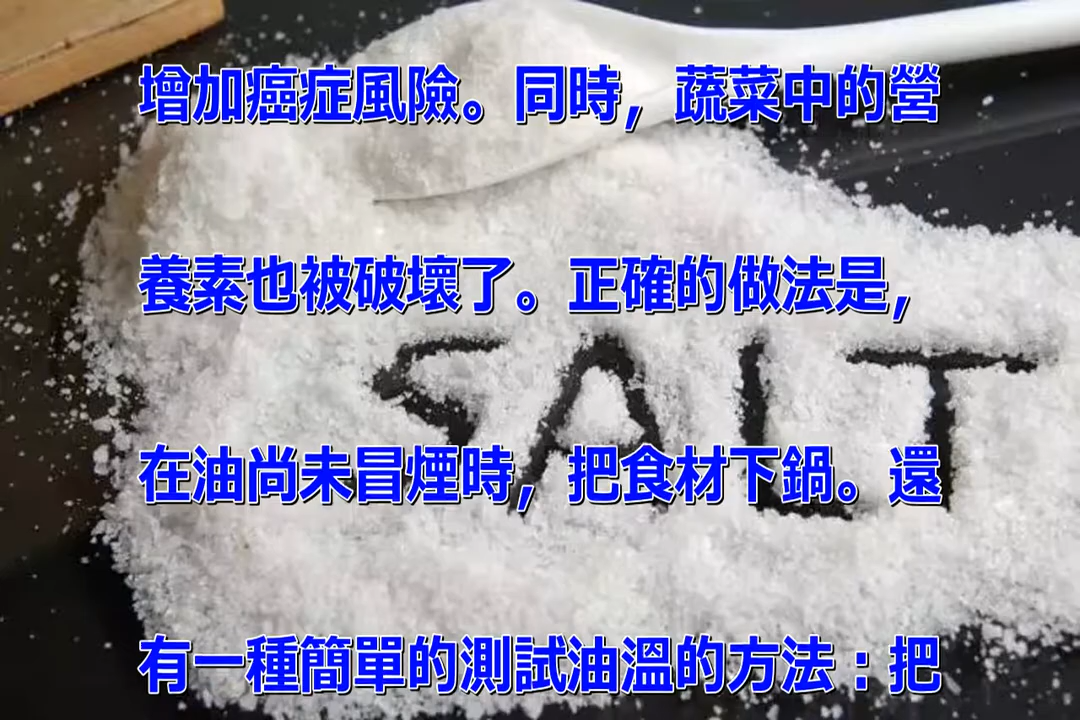 增加癌症風險。同時，蔬菜中的營
養素也被破壞了。正確的做法是，
SALT
在油尚未冒煙時，把食材下鍋。還
有一種簡單的測試油溫的方法：把